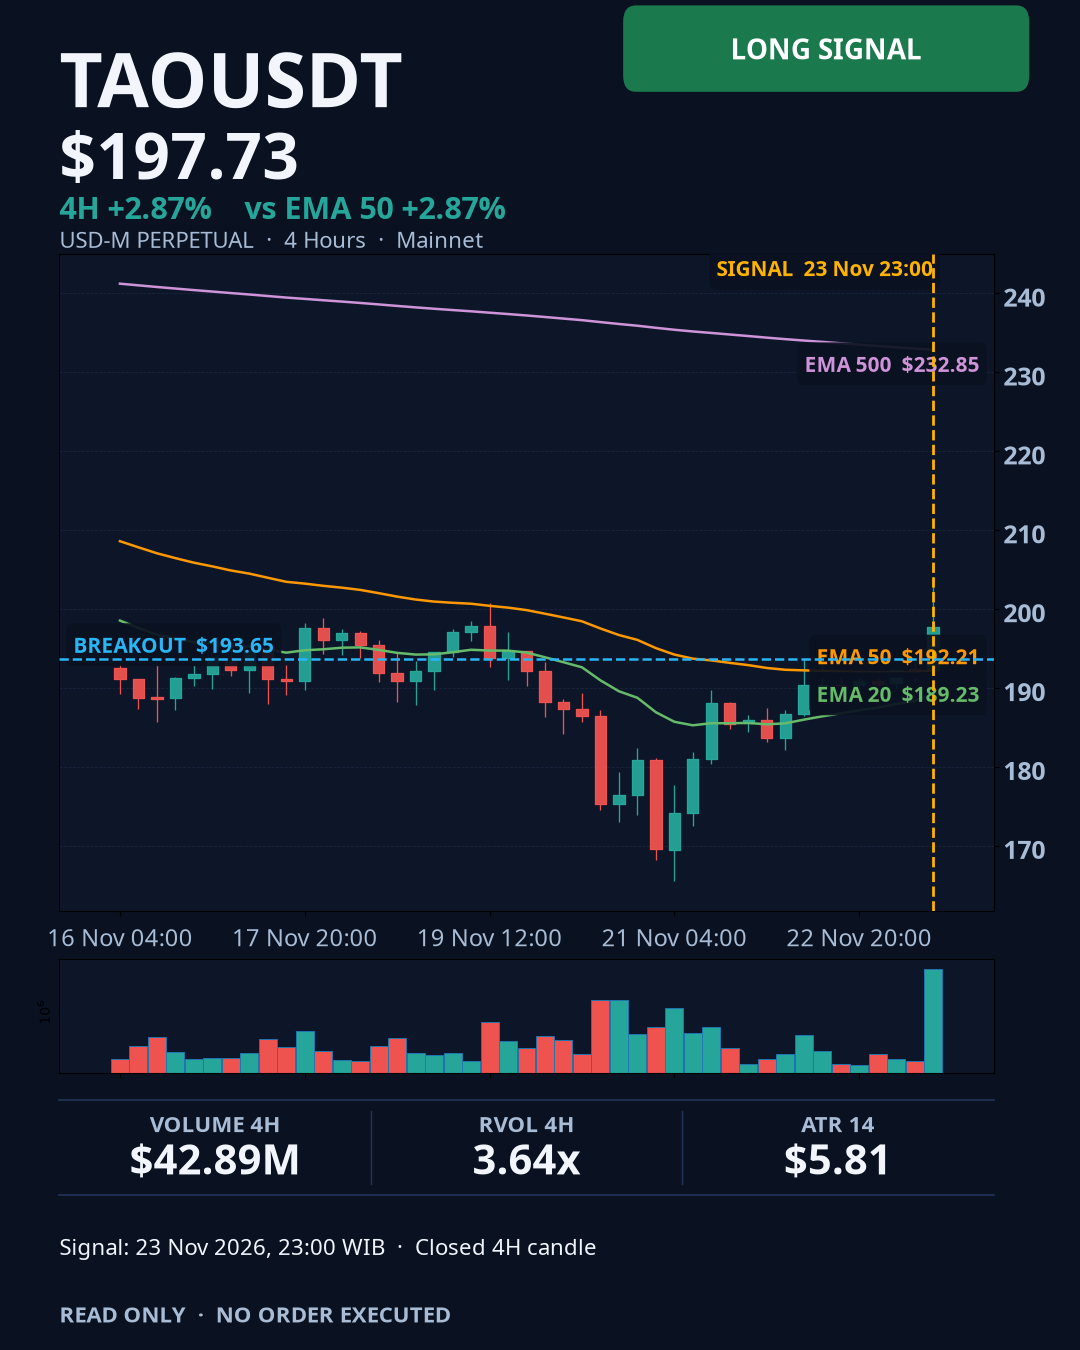 LONG SIGNAL
TAOUSDT
$197.73
4H +2.87% vs EMA 50 +2.87%
USD-M PERPETUAL · 4 Hours · Mainnet
SIGNAL 23 Nov 23:00
240
EMA 500 $232.85
230
220
210
200
BREAKOUT $193.65
EMA 50 $192.21
EMA 20 $189.23
190
180
170
16 Nov 04:00 17 Nov 20:00 19 Nov 12:00 21 Nov 04:00 22 Nov 20:00
10⁶
VOLUME 4H RVOL 4H ATR 14
$42.89M 3.64x $5.81
Signal: 23 Nov 2026, 23:00 WIB · Closed 4H candle
READ ONLY · NO ORDER EXECUTED